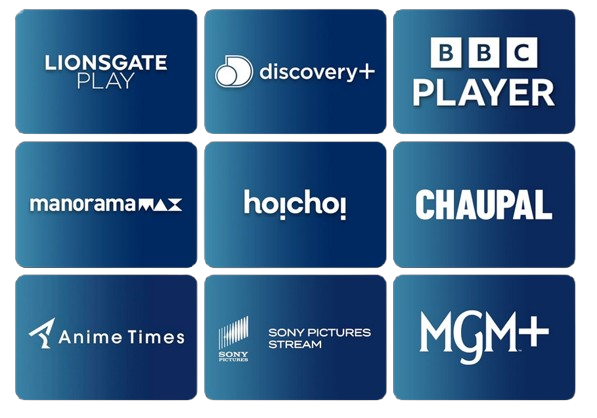 LIONSGATE
PLAY
discovery+
BBC
PLAYER
manoramaMAX
hoichoi
CHAUPAL
Anime Times
SONY
PICTURES
SONY PICTURES
STREAM
MGM+